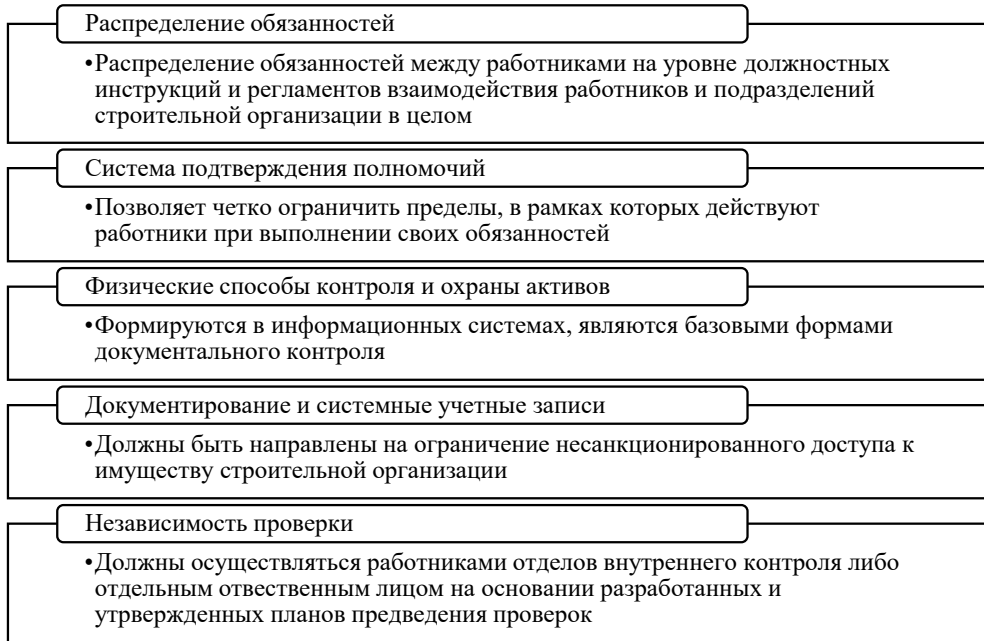 Распределение обязанностей
•Распределение обязанностей между работниками на уровне должностных
инструкций и регламентов взаимодействия работников и подразделений
строительной организации в целом
Система подтверждения полномочий
•Позволяет четко ограничить пределы, в рамках которых действуют
работники при выполнении своих обязанностей
Физические способы контроля и охраны активов
•Формируются в информационных системах, являются базовыми формами
документального контроля
Документирование и системные учетные записи
•Должны быть направлены на ограничение несанкционированного доступа к
имуществу строительной организации
Независимость проверки
•Должны осуществляться работниками отделов внутреннего контроля либо
отдельным отвественным лицом на основании разработанных и
утрвержденных планов предведения проверок